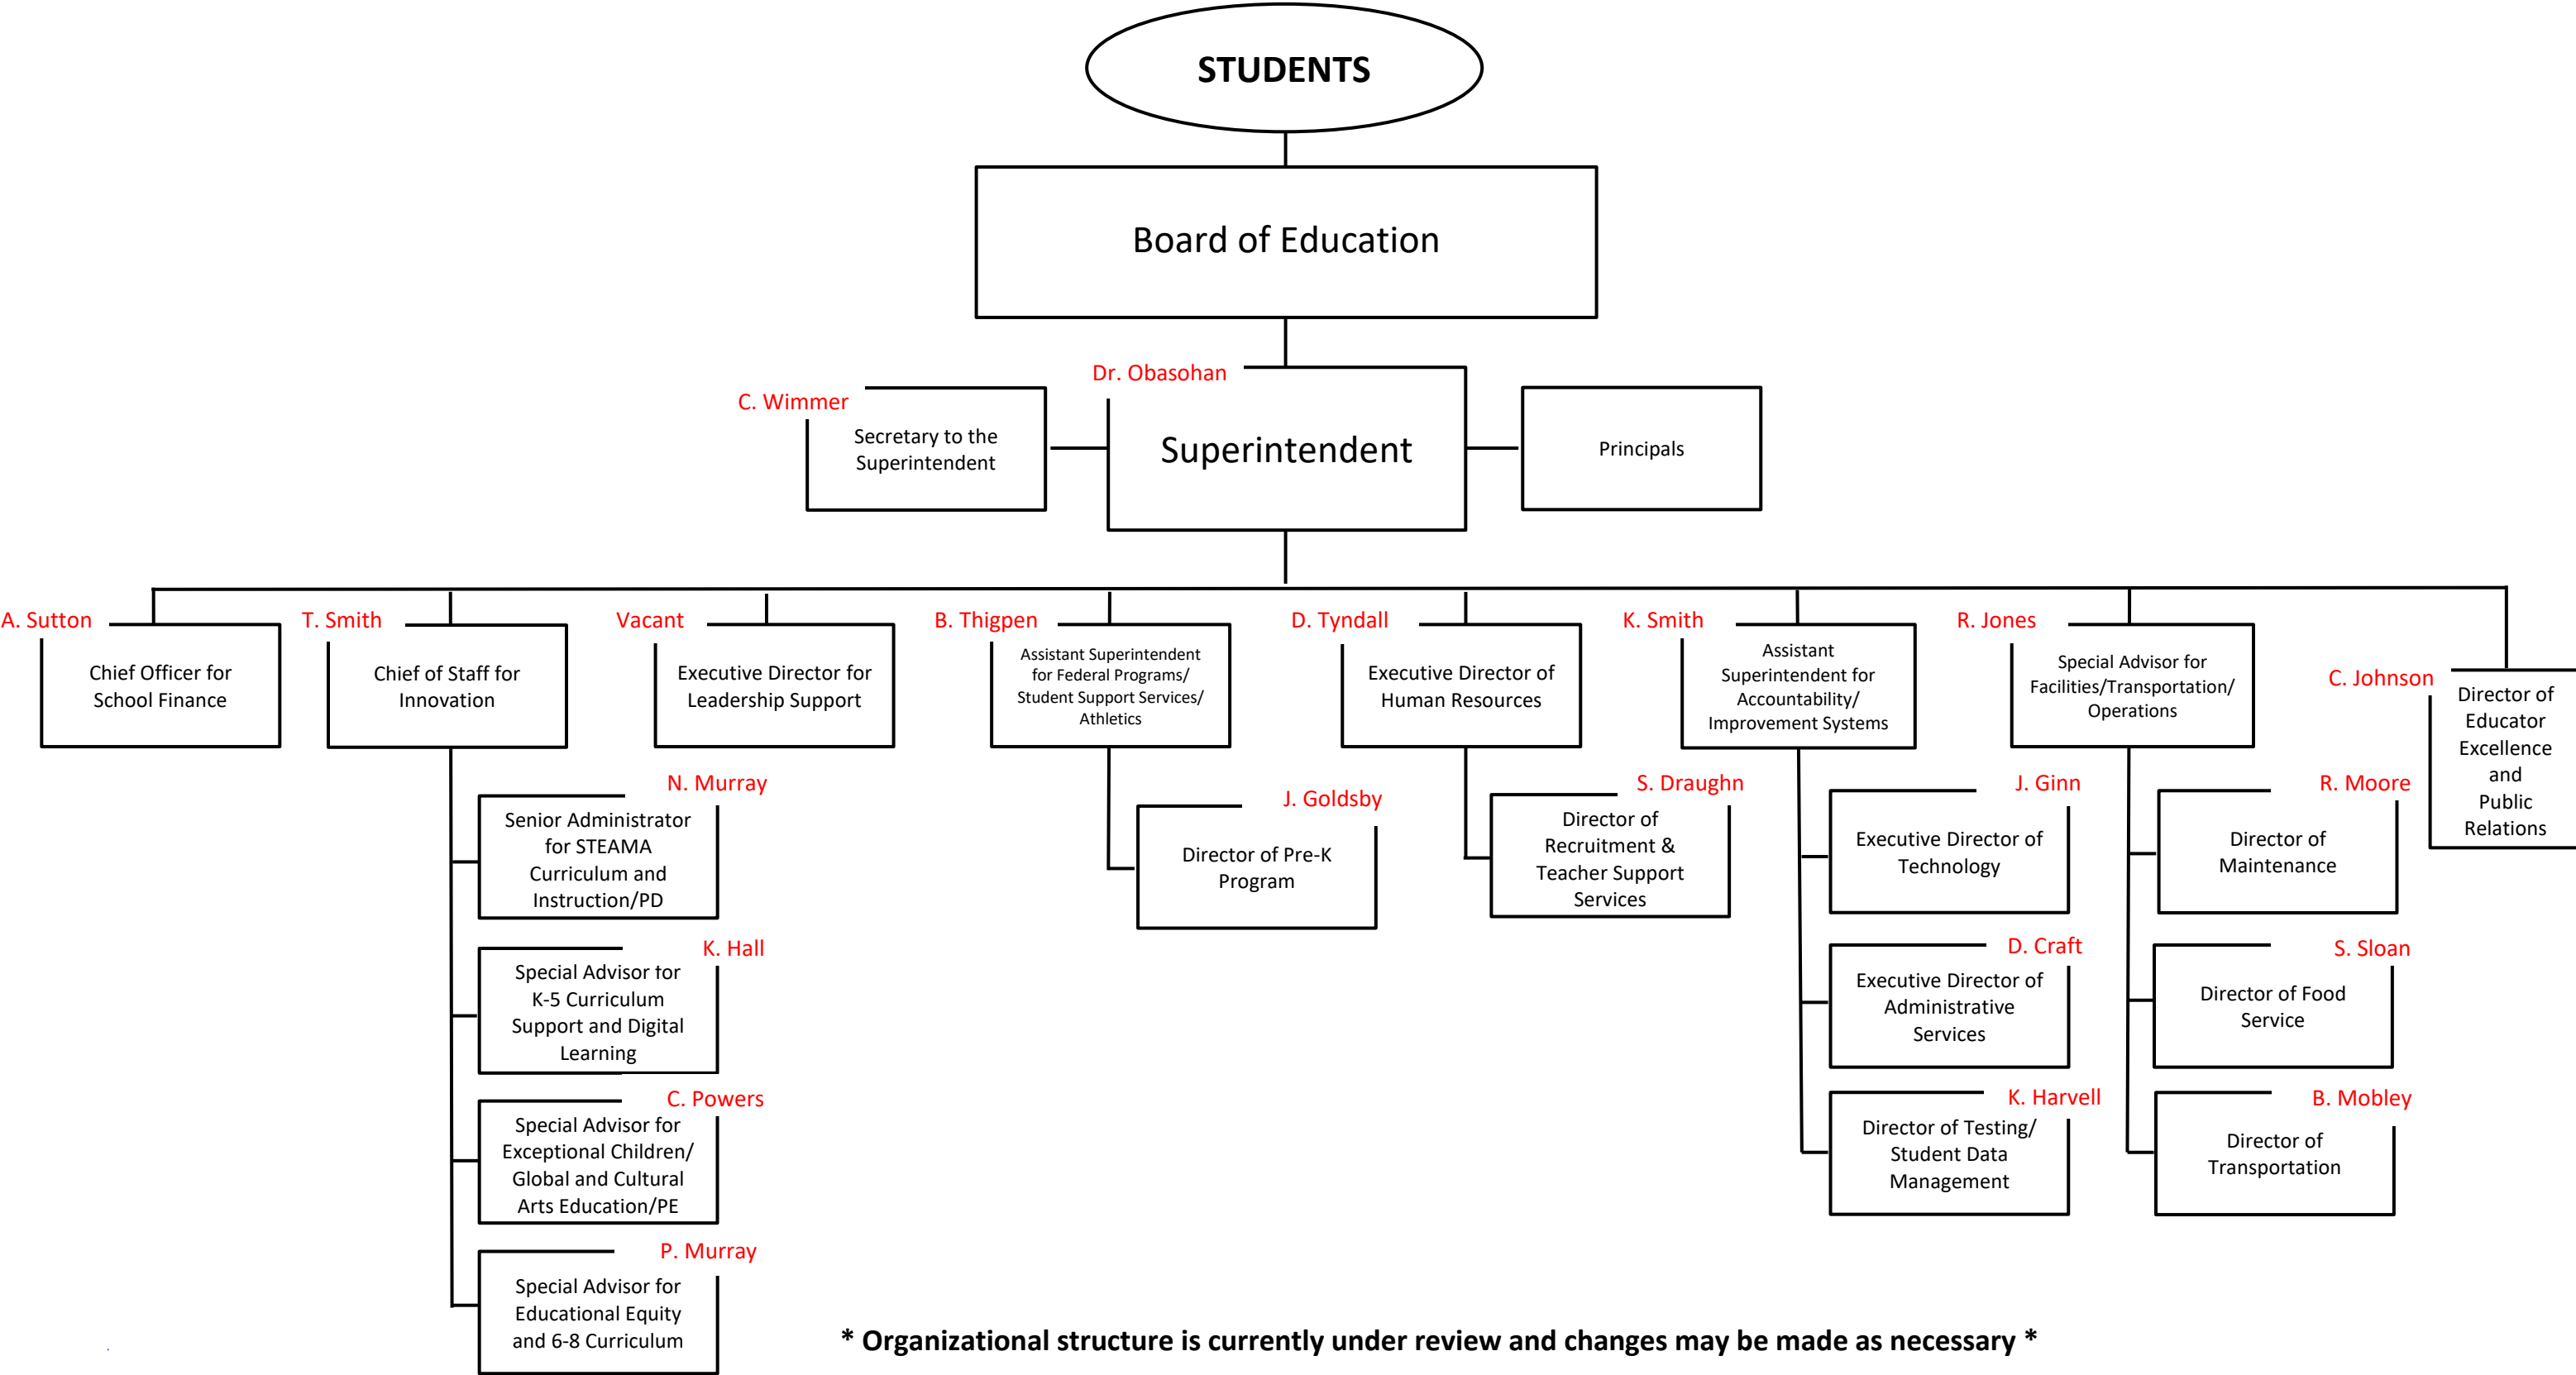 STUDENTS
Board of Education
Dr. Obasohan
Superintendent
C. Wimmer
Secretary to the
Superintendent
Principals
A. Sutton
Chief Officer for
School Finance
T. Smith
Chief of Staff for
Innovation
N. Murray
Senior Administrator
for STEAMA
Curriculum and
Instruction/PD
K. Hall
Special Advisor for
K-5 Curriculum
Support and Digital
Learning
C. Powers
Special Advisor for
Exceptional Children/
Global and Cultural
Arts Education/PE
P. Murray
Special Advisor for
Educational Equity
and 6-8 Curriculum
Vacant
Executive Director for
Leadership Support
B. Thigpen
Assistant Superintendent
for Federal Programs/
Student Support Services/
Athletics
J. Goldsby
Director of Pre-K
Program
D. Tyndall
Executive Director of
Human Resources
S. Draughn
Director of
Recruitment &
Teacher Support
Services
K. Smith
Assistant
Superintendent for
Accountability/
Improvement Systems
J. Ginn
Executive Director of
Technology
D. Craft
Executive Director of
Administrative
Services
K. Harvell
Director of Testing/
Student Data
Management
R. Jones
Special Advisor for
Facilities/Transportation/
Operations
R. Moore
Director of
Maintenance
S. Sloan
Director of Food
Service
B. Mobley
Director of
Transportation
C. Johnson
Director of
Educator
Excellence
and
Public
Relations
* Organizational structure is currently under review and changes may be made as necessary *